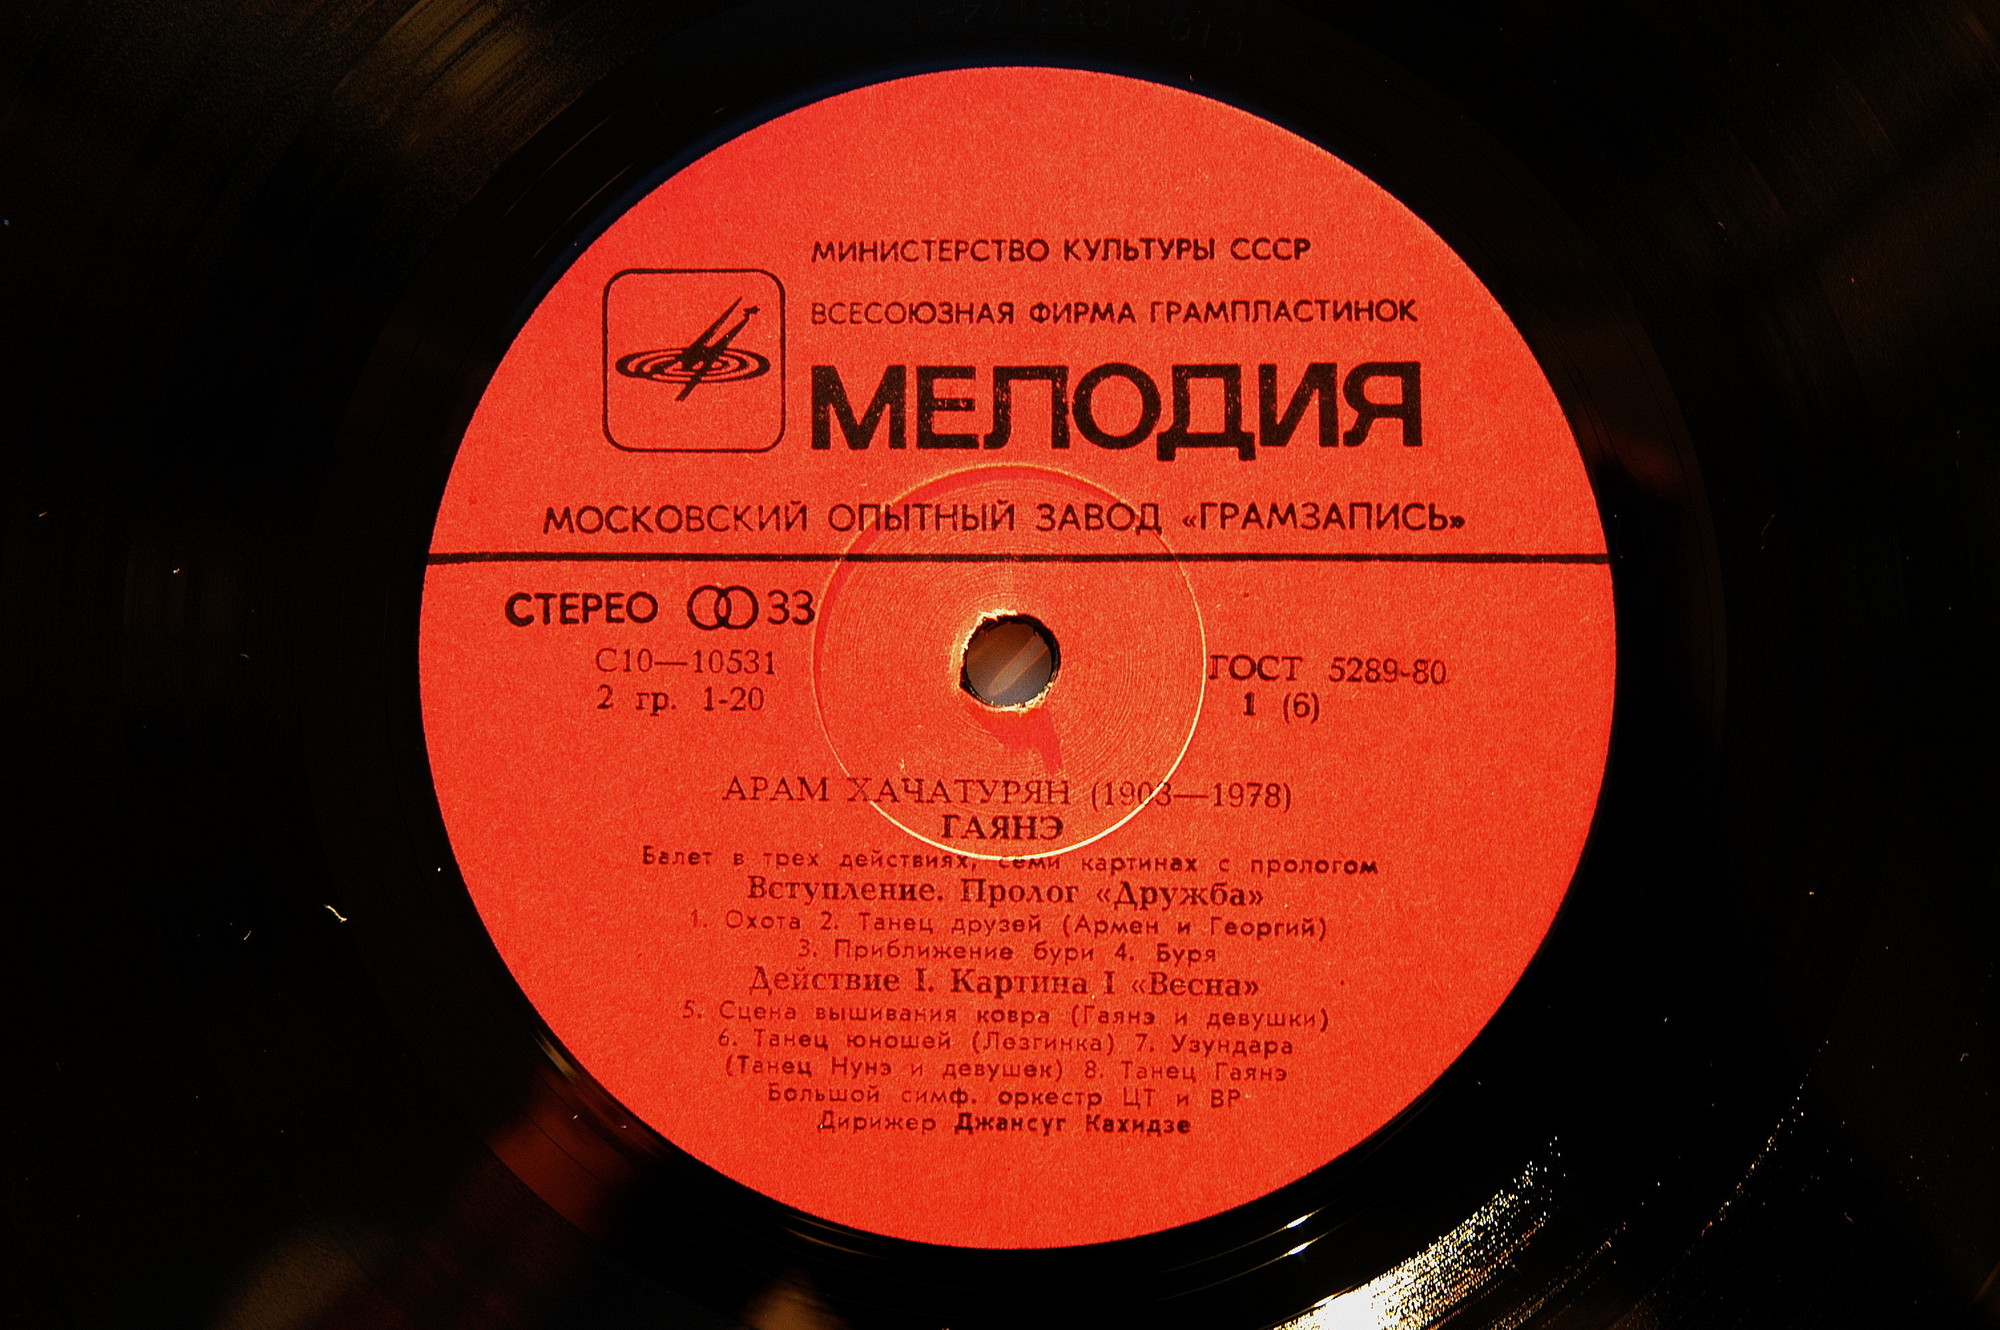 МИНИСТЕРСТВО КУЛЬТУРЫ СССР
ВСЕСОЮЗНАЯ ФИРМА ГРАМПЛАСТИНОК
МЕЛОДИЯ
МОСКОВСКИЙ ОПЫТНЫЙ ЗАВОД «ГРАМЗАПИСЬ»
СТЕРЕО 33
С10—10531
2 гр. 1-20
ГОСТ 5289-80
1 (6)
АРАМ ХАЧАТУРЯН (1903—1978)
ГАЯНЭ
Балет в трех действиях, семи картинах с прологом
Вступление. Пролог «Дружба»
1. Охота 2. Танец друзей (Армен и Георгий)
3. Приближение бури 4. Буря
Действие I. Картина I «Весна»
5. Сцена вышивания ковра (Гаянэ и девушки)
6. Танец юношей (Лезгинка) 7. Узундара
(Танец Нунэ и девушек) 8. Танец Гаянэ
Большой симф. оркестр ЦТ и ВР
Дирижер Джансуг Кахидзе